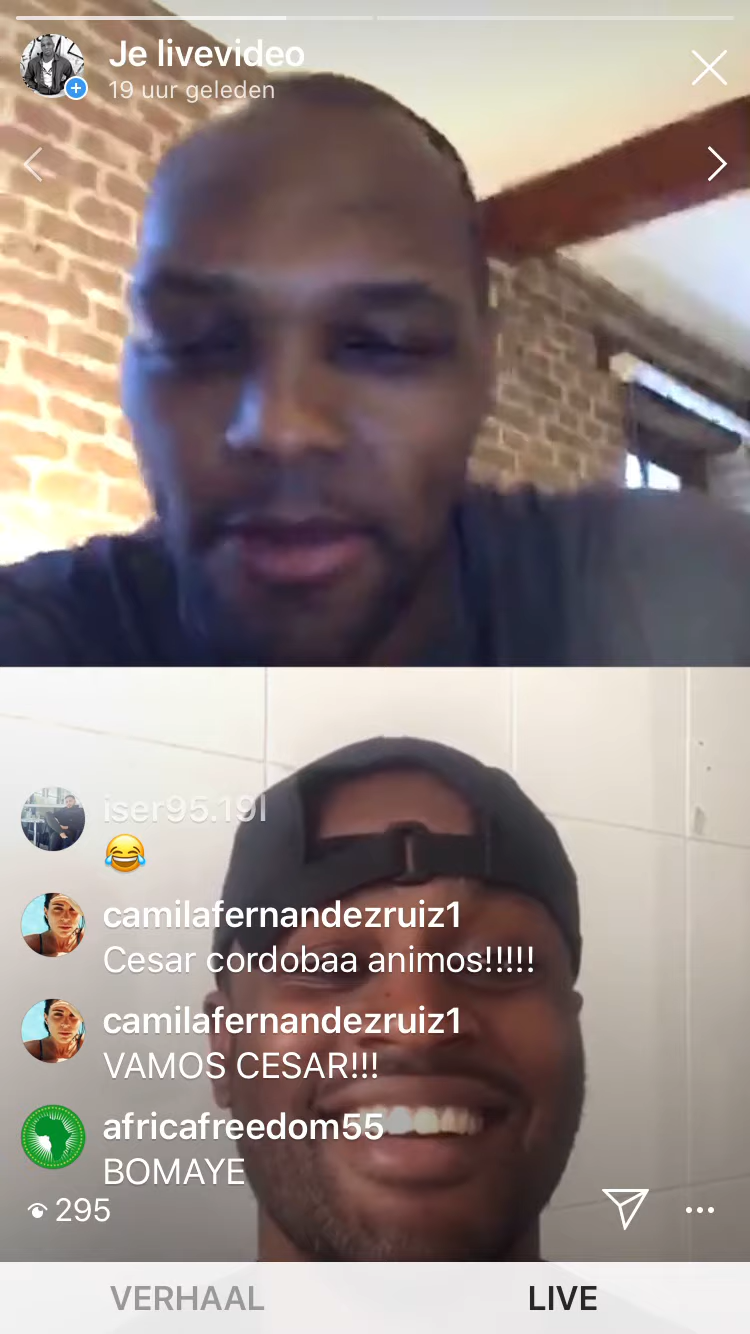 Je livevideo
19 uur geleden
iser95.19l
😂
camilafernandezruiz1
Cesar cordobaa animos!!!!!
camilafernandezruiz1
VAMOS CESAR!!!
africafreedom55
BOMAYE
295
VERHAAL
LIVE